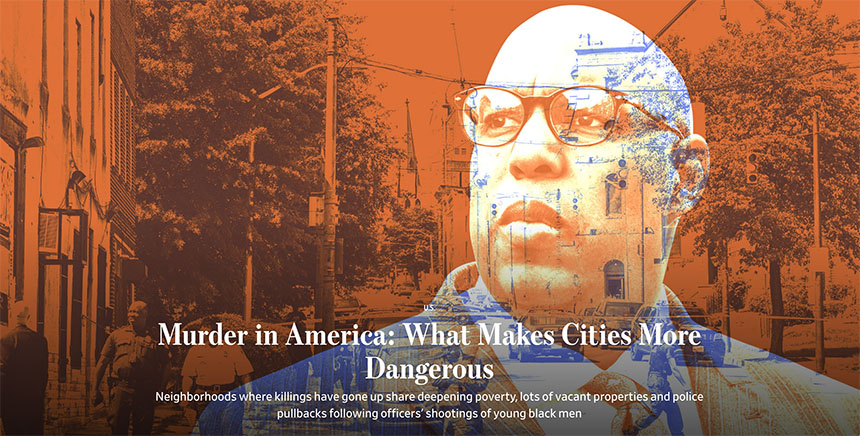 U.S.
Murder in America: What Makes Cities More
Dangerous
Neighborhoods where killings have gone up share deepening poverty, lots of vacant properties and police
pullbacks following officers' shootings of young black men